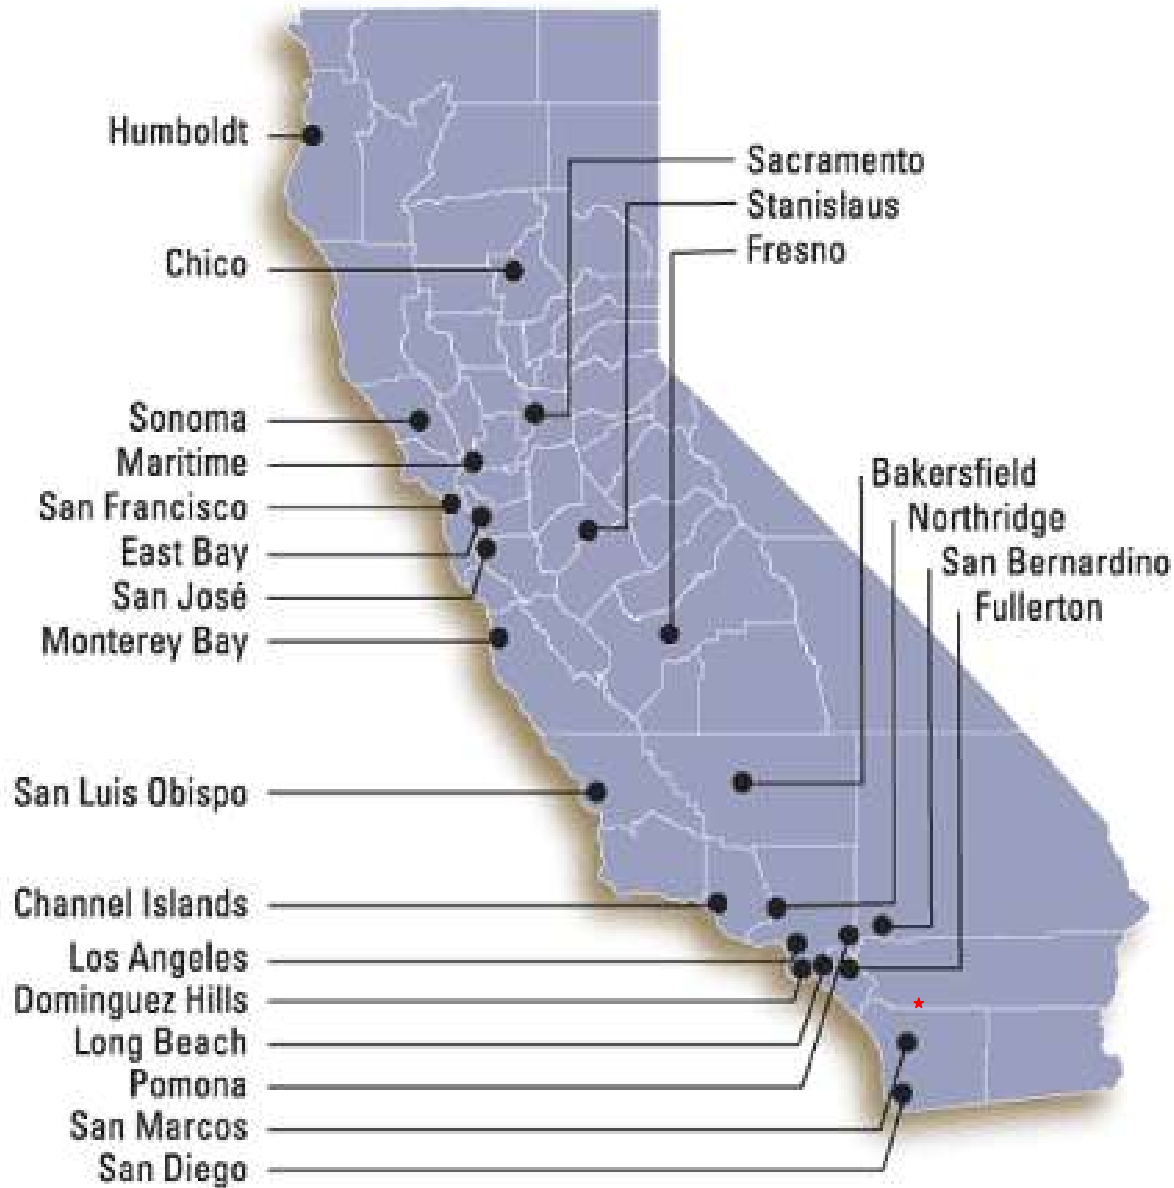 Humboldt
Sacramento
Stanislaus
Fresno
Chico
Sonoma
Maritime
San Francisco
East Bay
San José
Monterey Bay
Bakersfield
Northridge
San Bernardino
Fullerton
San Luis Obispo
Channel Islands
Los Angeles
Dominguez Hills
Long Beach
Pomona
San Marcos
San Diego